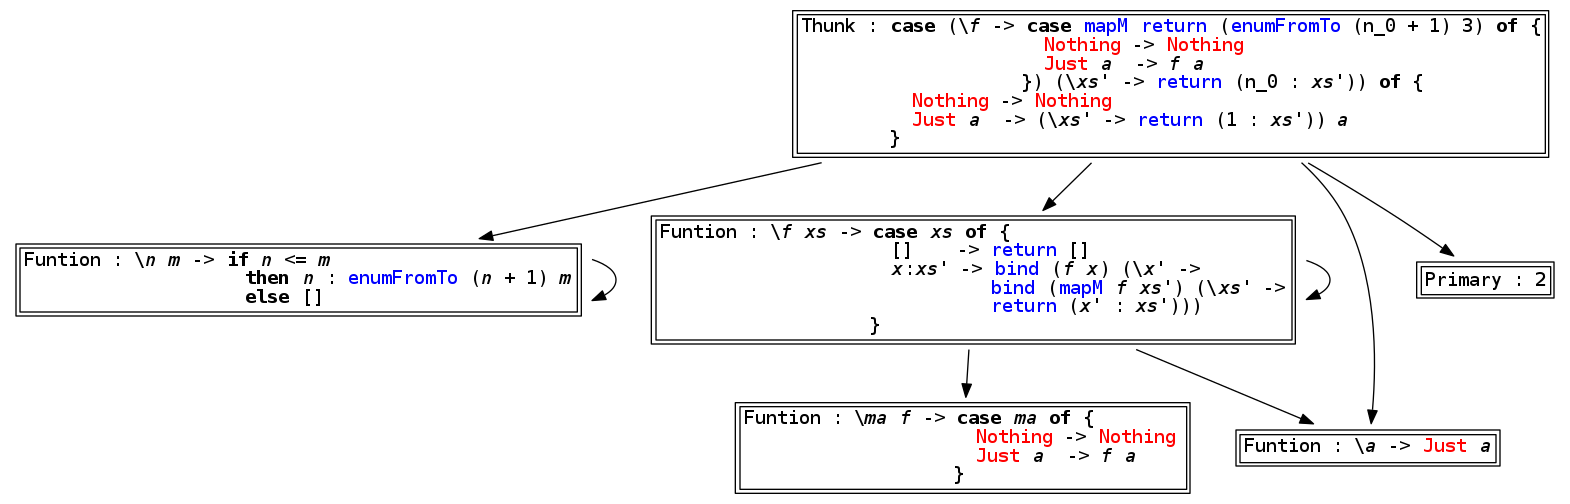 Thunk : case (\f -> case mapM return (enumFromTo (n_0 + 1) 3) of {
Nothing -> Nothing
Just a  -> f a
}) (\xs' -> return (n_0 : xs')) of {
Nothing -> Nothing
Just a  -> (\xs' -> return (1 : xs')) a
}
Funtion : \n m -> if n <= m
then n : enumFromTo (n + 1) m
else []
Funtion : \f xs -> case xs of {
[]    -> return []
x:xs' -> bind (f x) (\x' ->
bind (mapM f xs') (\xs' ->
return (x' : xs')))
}
Primary : 2
Funtion : \ma f -> case ma of {
Nothing -> Nothing
Just a  -> f a
}
Funtion : \a -> Just a